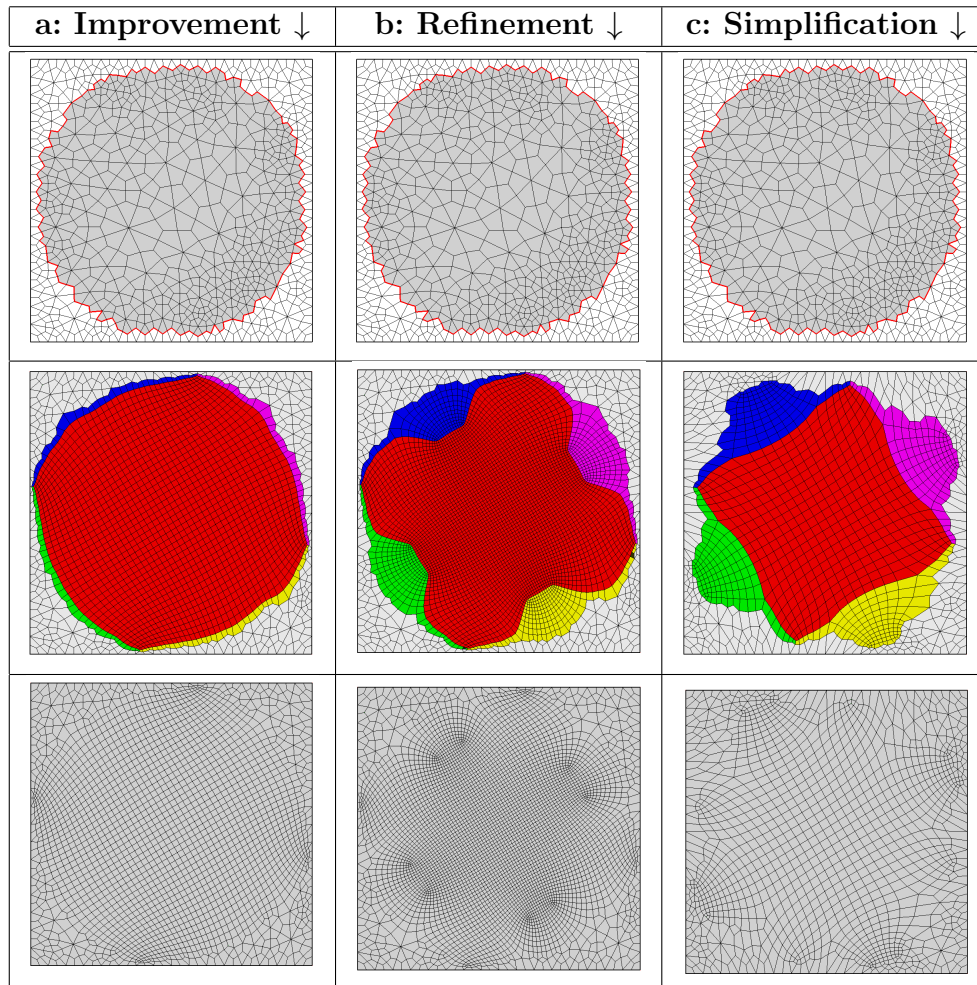 a: Improvement ↓
b: Refinement ↓
c: Simplification ↓